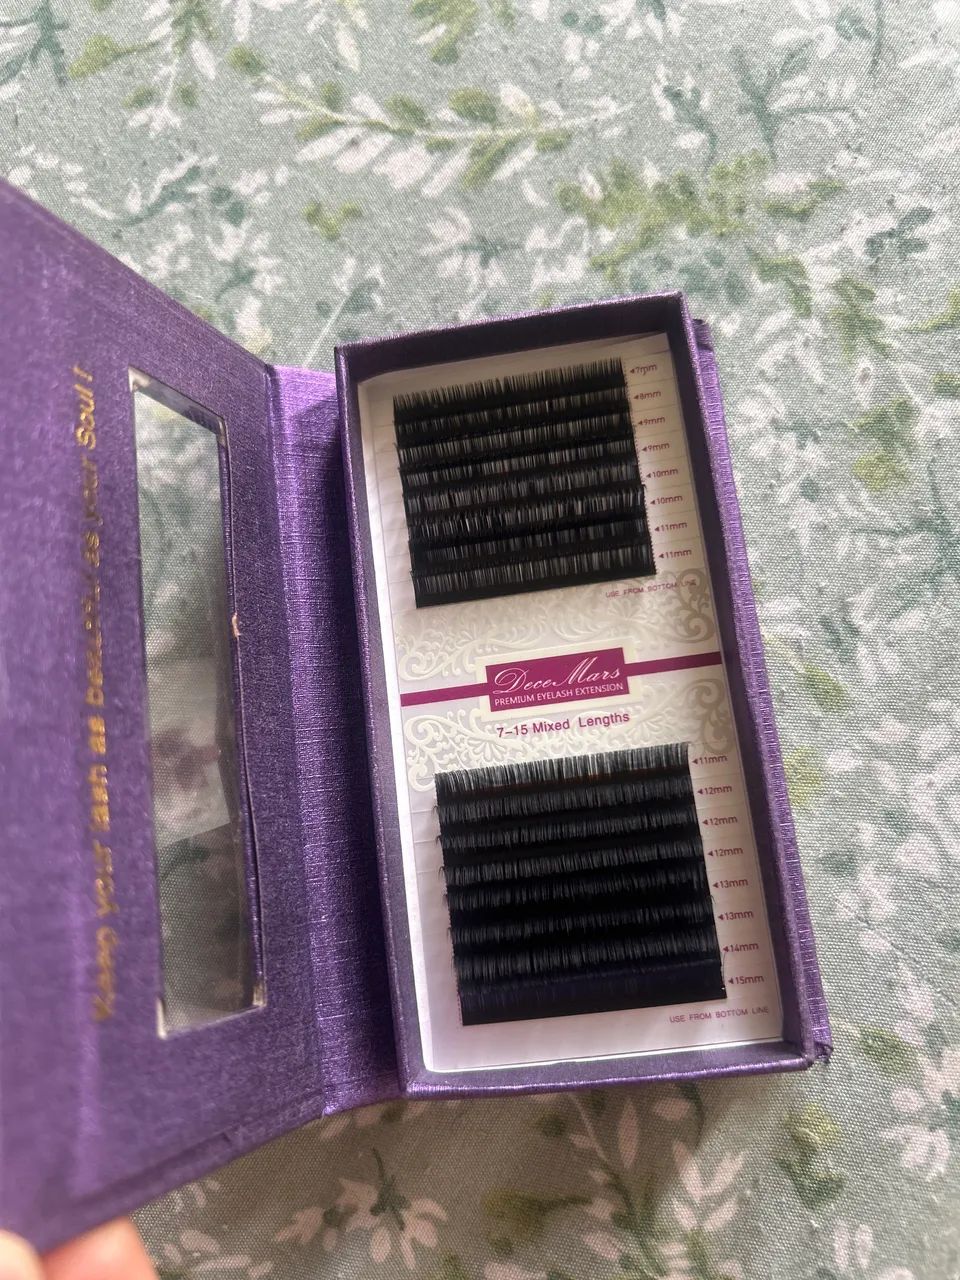 Keep your lash as beautiful as your Soul !
◄7mm
◄8mm
◄9mm
◄9mm
◄10mm
◄10mm
◄11mm
◄11mm
USE FROM BOTTOM LINE
DeceMars
PREMIUM EYELASH EXTENSION
7-15 Mixed Lengths
◄11mm
◄12mm
◄12mm
◄12mm
◄13mm
◄13mm
◄14mm
◄15mm
USE FROM BOTTOM LINE